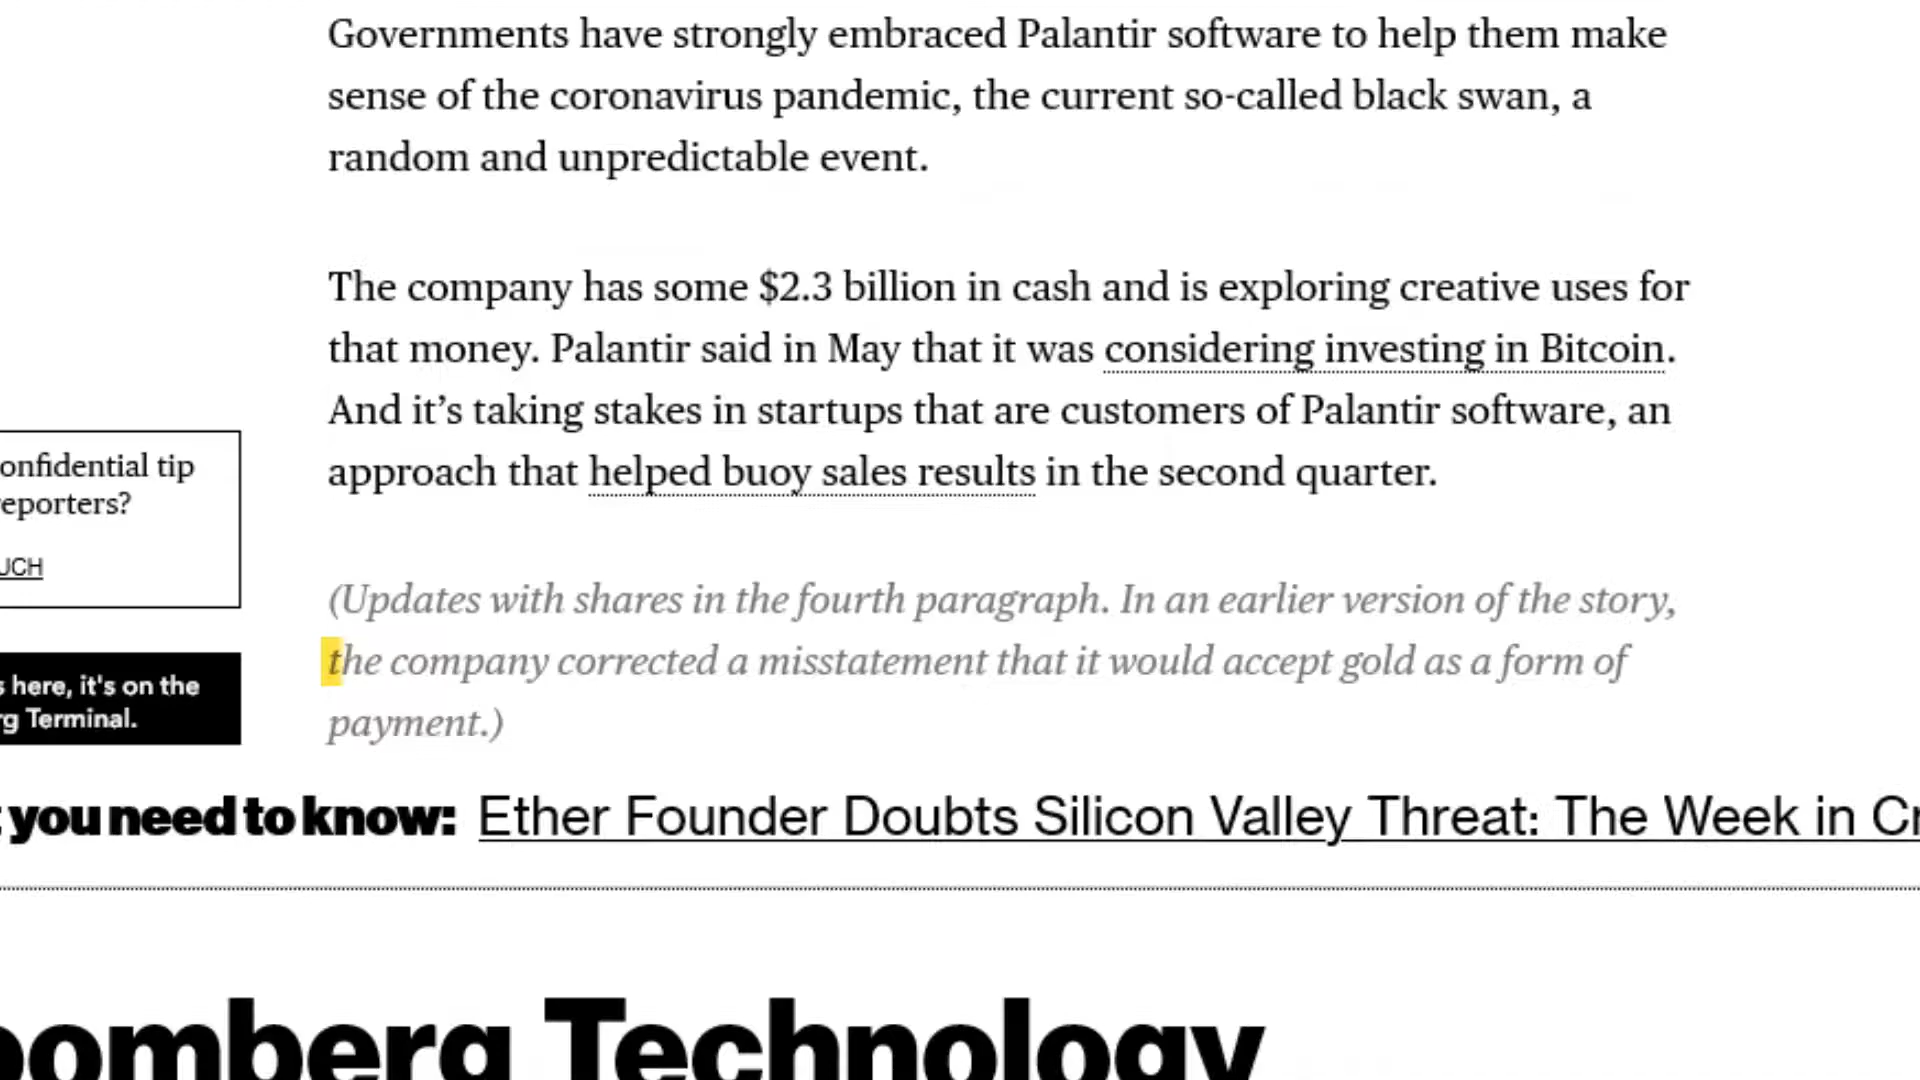 Governments have strongly embraced Palantir software to help them make
sense of the coronavirus pandemic, the current so-called black swan, a
random and unpredictable event.
The company has some $2.3 billion in cash and is exploring creative uses for
that money. Palantir said in May that it was considering investing in Bitcoin.
And it’s taking stakes in startups that are customers of Palantir software, an
approach that helped buoy sales results in the second quarter.
onfidential tip
eporters?
UCH
(Updates with shares in the fourth paragraph. In an earlier version of the story,
the company corrected a misstatement that it would accept gold as a form of
payment.)
s here, it's on the
rg Terminal.
you need to know: Ether Founder Doubts Silicon Valley Threat: The Week in Cr
oomberg Technology